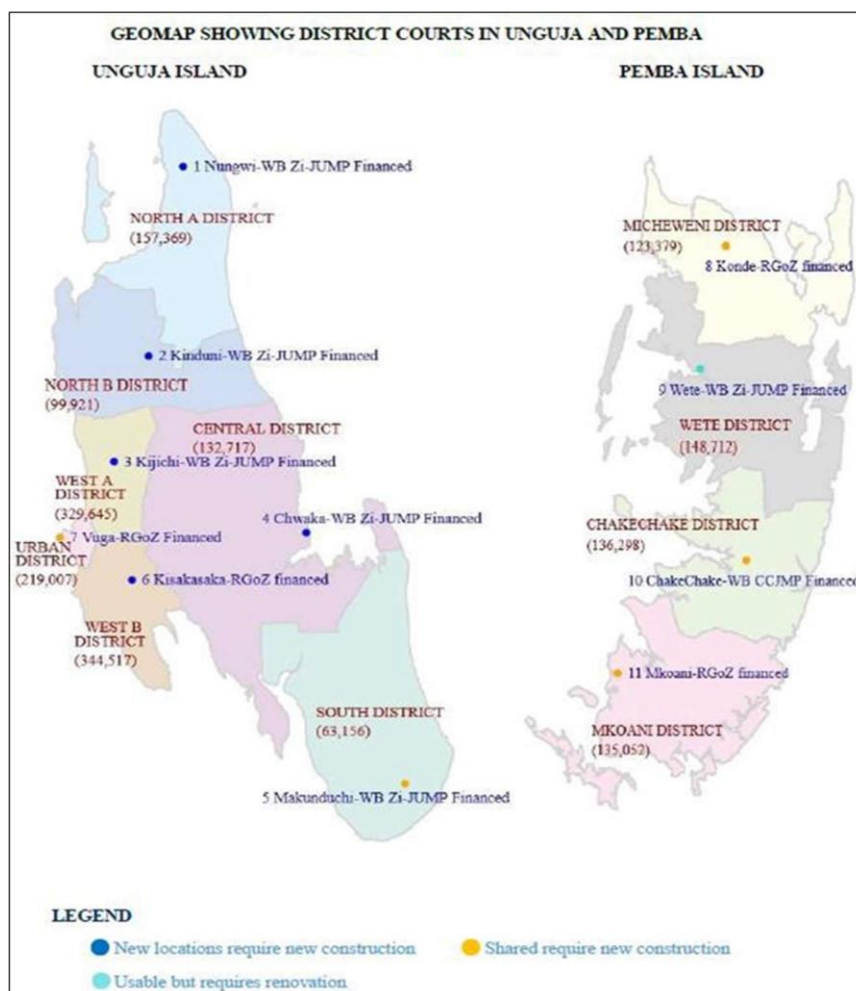 GEOMAP SHOWING DISTRICT COURTS IN UNGUJA AND PEMBA
UNGUJA ISLAND
PEMBA ISLAND
1 Nungwi-WB Zi-JUMP Financed
NORTH A DISTRICT
(157,369)
2 Kinduni-WB Zi-JUMP Financed
NORTH B DISTRICT
(99,921)
CENTRAL DISTRICT
(132,717)
3 Kijichi-WB Zi-JUMP Financed
WEST A
DISTRICT
(329,645)
4 Chwaka-WB Zi-JUMP Financed
7 Vuga-RGoZ Financed
URBAN
DISTRICT
(219,007)
6 Kisakasaka-RGoZ financed
WEST B
DISTRICT
(344,517)
SOUTH DISTRICT
(63,156)
5 Makunduchi-WB Zi-JUMP Financed
MICHEWENI DISTRICT
(123,379)
8 Konde-RGoZ financed
9 Wete-WB Zi-JUMP Financed
WETE DISTRICT
(148,712)
CHAKECHAKE DISTRICT
(136,298)
10 ChakeChake-WB CCJMP Financed
11 Mkoani-RGoZ financed
MKOANI DISTRICT
(135,052)
LEGEND
New locations require new construction
Shared require new construction
Usable but requires renovation